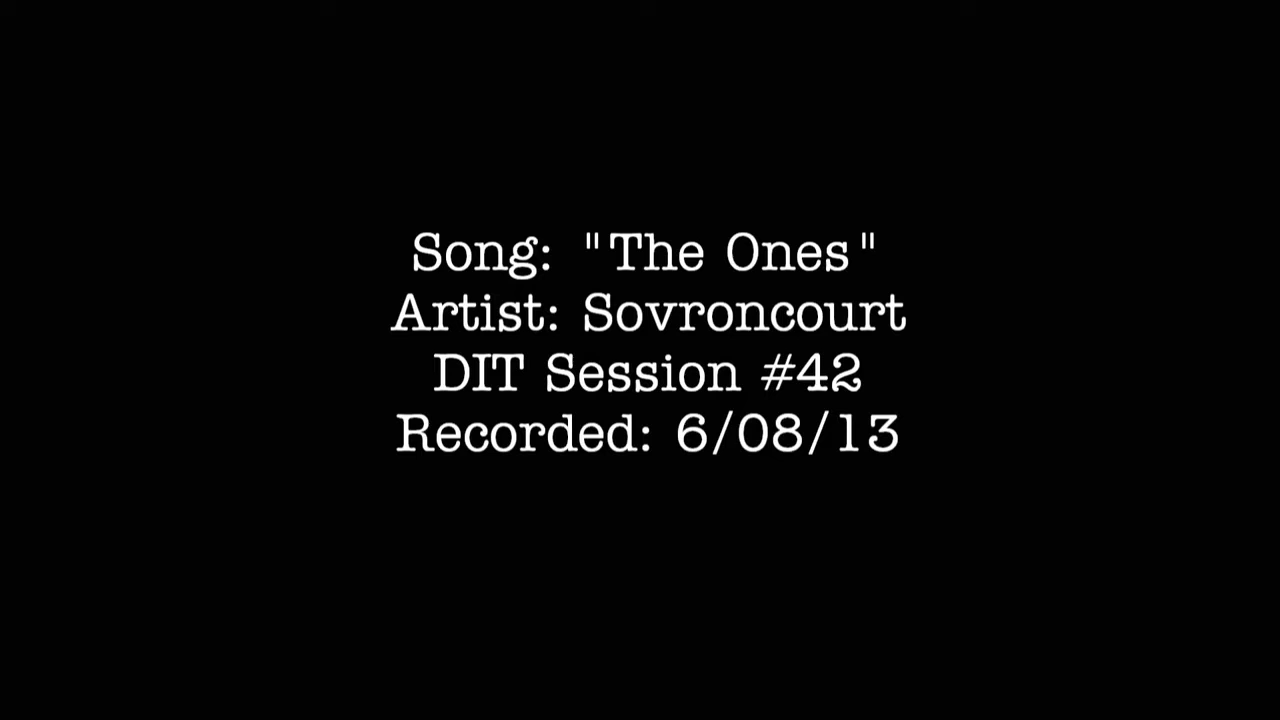 Song: "The Ones"
Artist: Sovroncourt
DIT Session #42
Recorded: 6/08/13